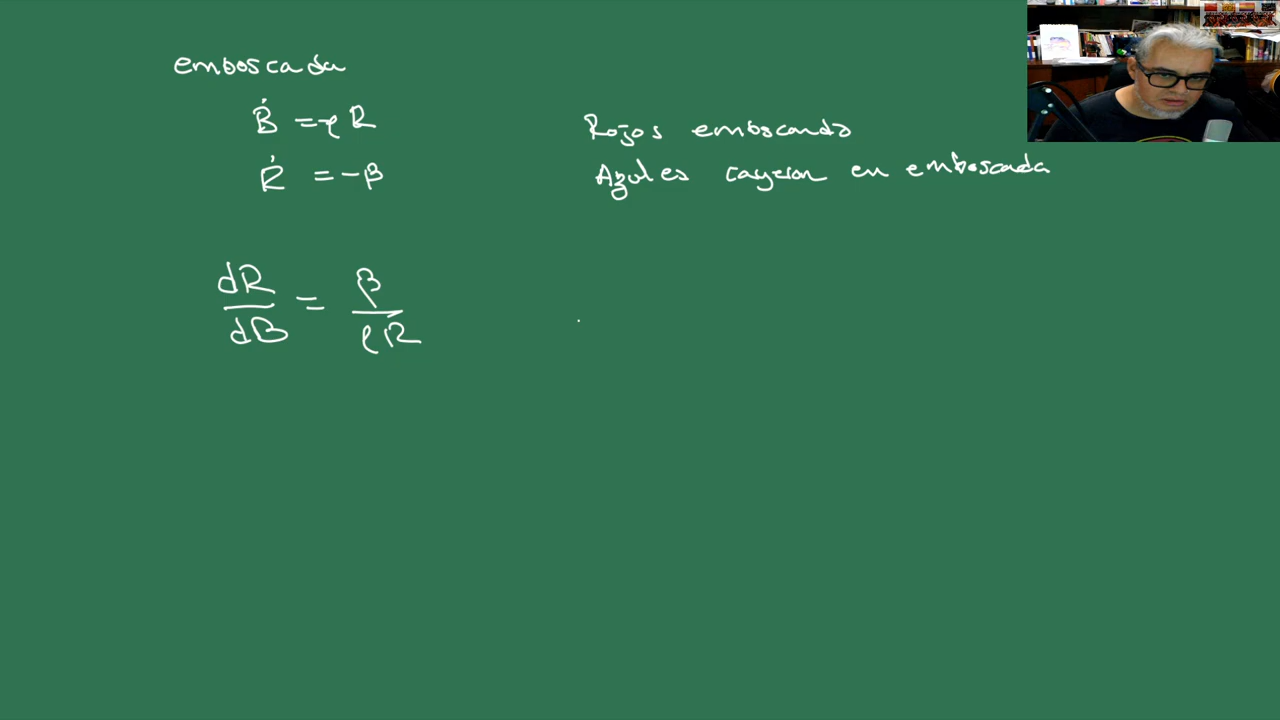 emboscada
Ḃ = -ρR
Rojos emboscando
Ṙ = -β
Azules cayeron en emboscada
dR/dB = β/ρR